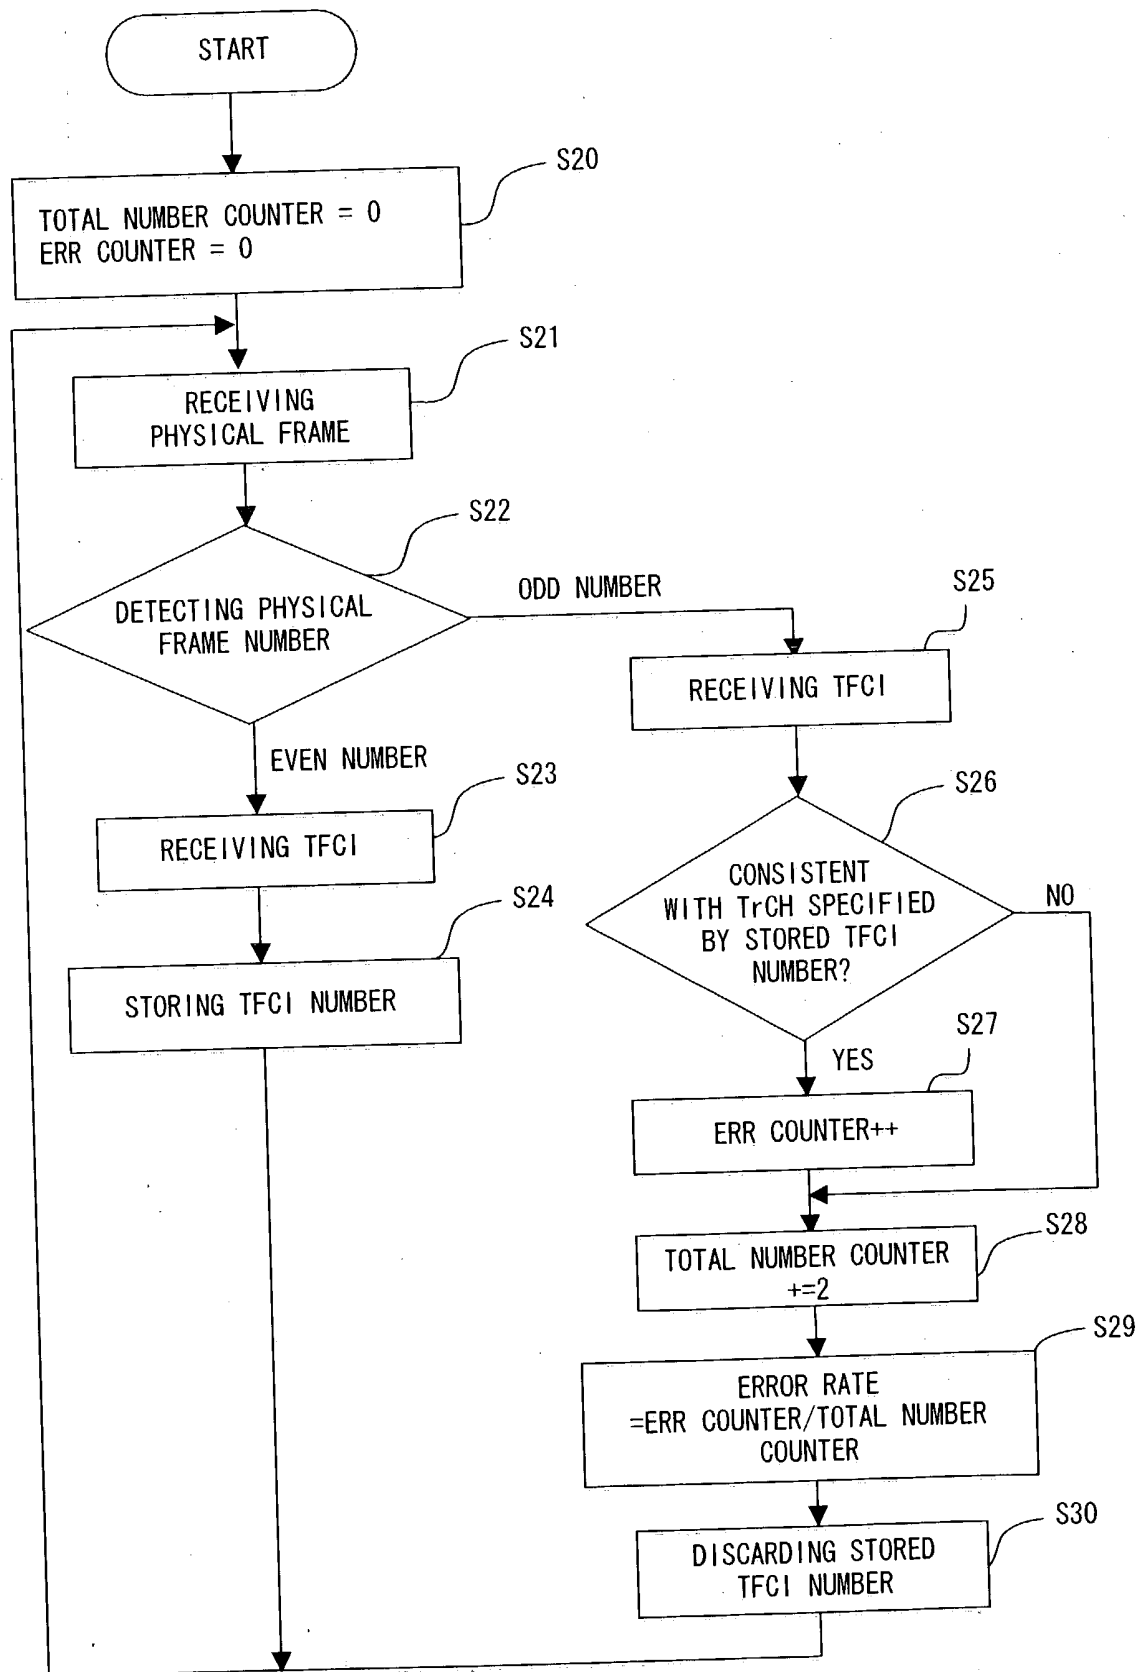 START
S20
TOTAL NUMBER COUNTER = 0
ERR COUNTER = 0
S21
RECEIVING
PHYSICAL FRAME
S22
DETECTING PHYSICAL
FRAME NUMBER
ODD NUMBER
EVEN NUMBER
S23
RECEIVING TFCI
S24
STORING TFCI NUMBER
S25
RECEIVING TFCI
S26
CONSISTENT
WITH TrCH SPECIFIED
BY STORED TFCI
NUMBER?
NO
YES
S27
ERR COUNTER++
S28
TOTAL NUMBER COUNTER
+=2
S29
ERROR RATE
=ERR COUNTER/TOTAL NUMBER
COUNTER
S30
DISCARDING STORED
TFCI NUMBER